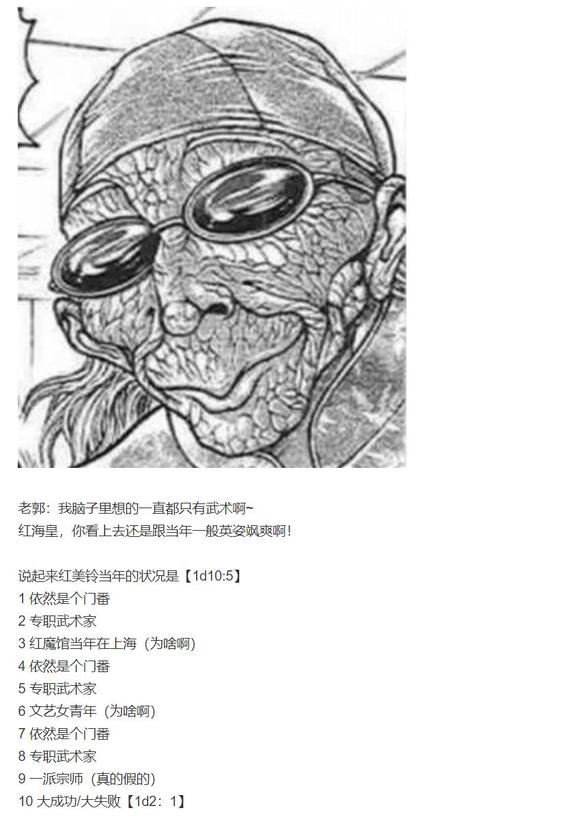 老郭：我脑子里想的一直都只有武术啊~
红海皇，你看上去还是跟当年一般英姿飒爽啊！
说起来红美铃当年的状况是【1d10:5】
1 依然是个门番
2 专职武术家
3 红魔馆当年在上海（为啥啊）
4 依然是个门番
5 专职武术家
6 文艺女青年（为啥啊）
7 依然是个门番
8 专职武术家
9 一派宗师（真的假的）
10 大成功/大失败【1d2：1】